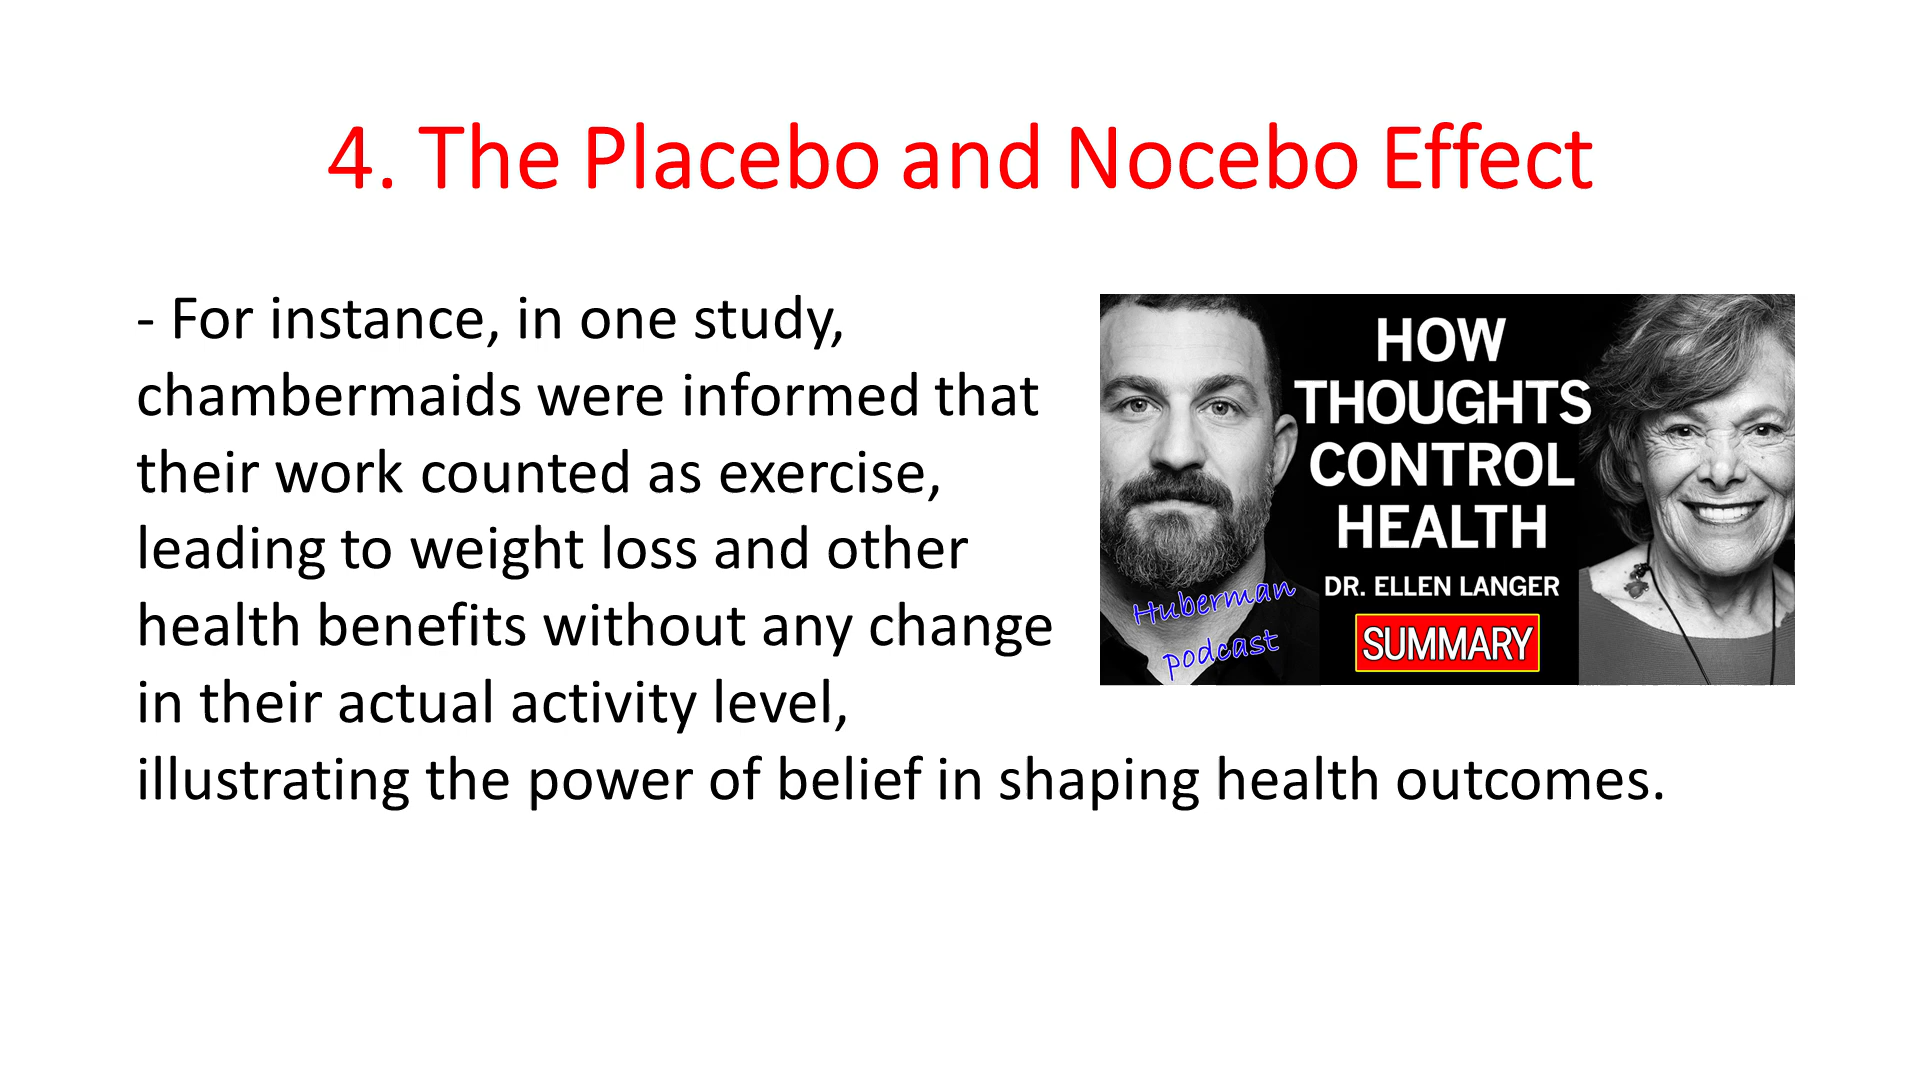 4. The Placebo and Nocebo Effect
- For instance, in one study,
chambermaids were informed that
their work counted as exercise,
leading to weight loss and other
health benefits without any change
in their actual activity level,
illustrating the power of belief in shaping health outcomes.
HOW
THOUGHTS
CONTROL
HEALTH
DR. ELLEN LANGER
SUMMARY
Huberman
podcast